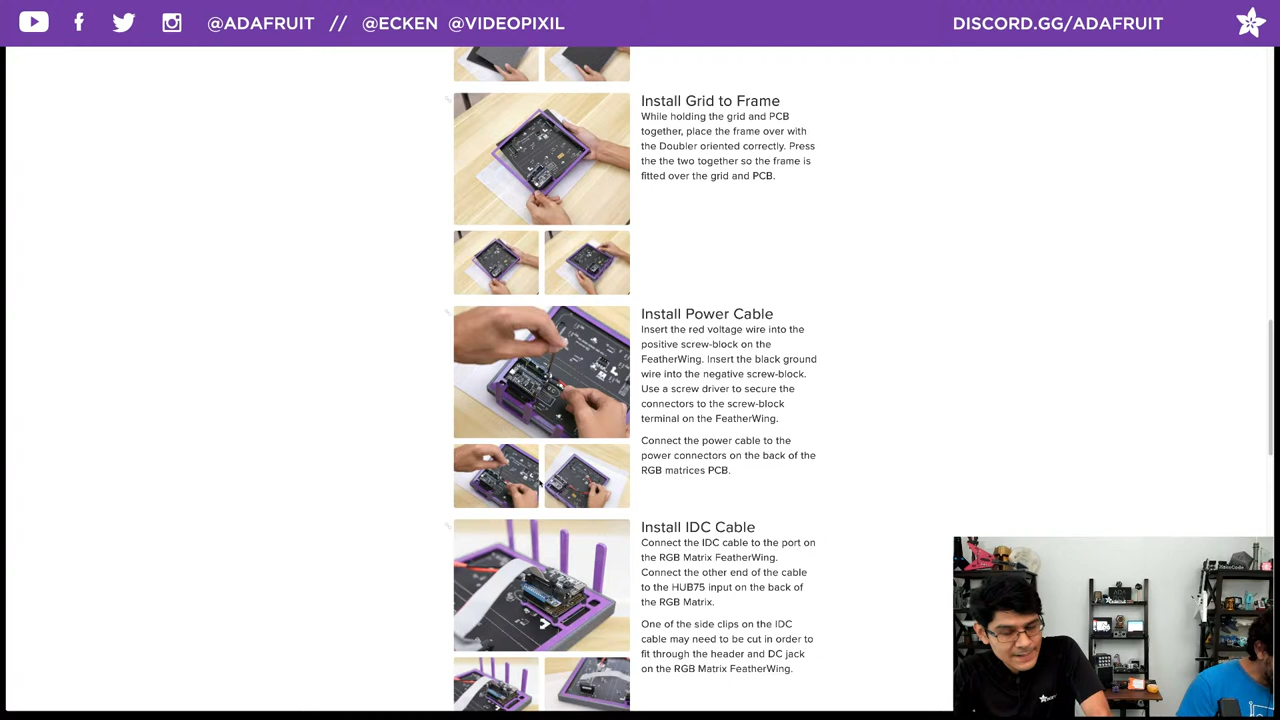 @ADAFRUIT // @ECKEN @VIDEOPIXIL
DISCORD.GG/ADAFRUIT
Install Grid to Frame
While holding the grid and PCB
together, place the frame over with
the Doubler oriented correctly. Press
the the two together so the frame is
fitted over the grid and PCB.
Install Power Cable
Insert the red voltage wire into the
positive screw-block on the
FeatherWing. Insert the black ground
wire into the negative screw-block.
Use a screw driver to secure the
connectors to the screw-block
terminal on the FeatherWing.
Connect the power cable to the
power connectors on the back of the
RGB matrices PCB.
Install IDC Cable
Connect the IDC cable to the port on
the RGB Matrix FeatherWing.
Connect the other end of the cable
to the HUB75 input on the back of
the RGB Matrix.
One of the side clips on the IDC
cable may need to be cut in order to
fit through the header and DC jack
on the RGB Matrix FeatherWing.
ADA